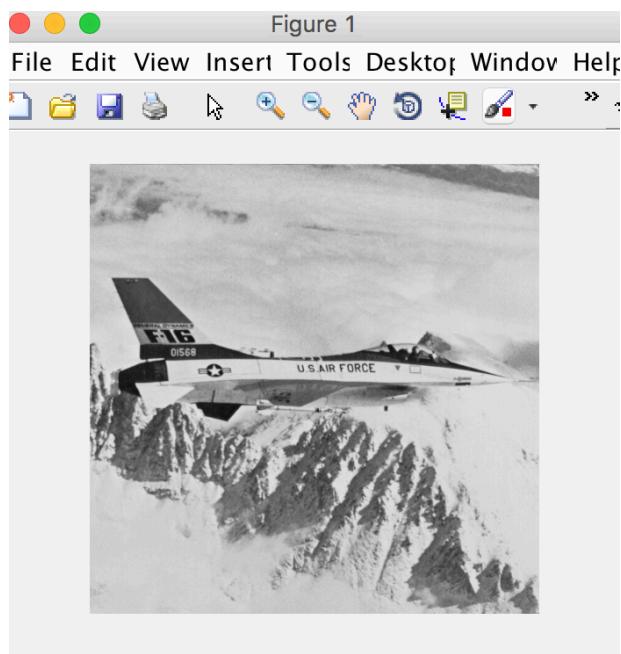 Figure 1
File Edit View Insert Tools Desktop Window Help
F-16
01568
U.S. AIR FORCE